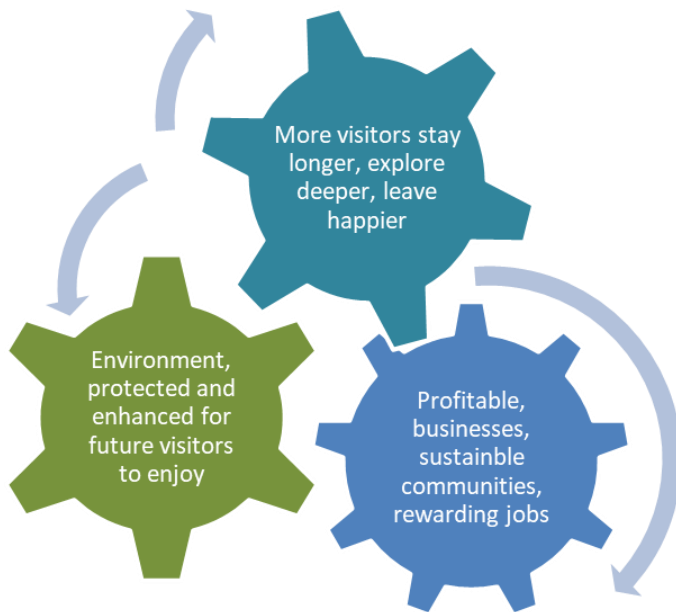 More visitors stay
longer, explore
deeper, leave
happier
Environment,
protected and
enhanced for
future visitors
to enjoy
Profitable,
businesses,
sustainble
communities,
rewarding jobs